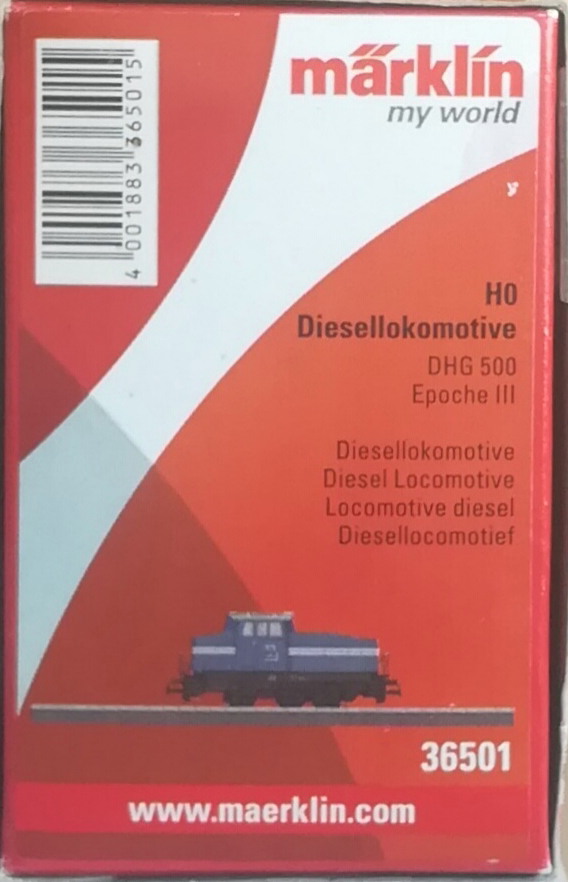 4 001883 365015
märklín
my world
H0
Diesellokomotive
DHG 500
Epoche III
Diesellokomotive
Diesel Locomotive
Locomotive diesel
Diesellocomotief
36501
www.maerklin.com